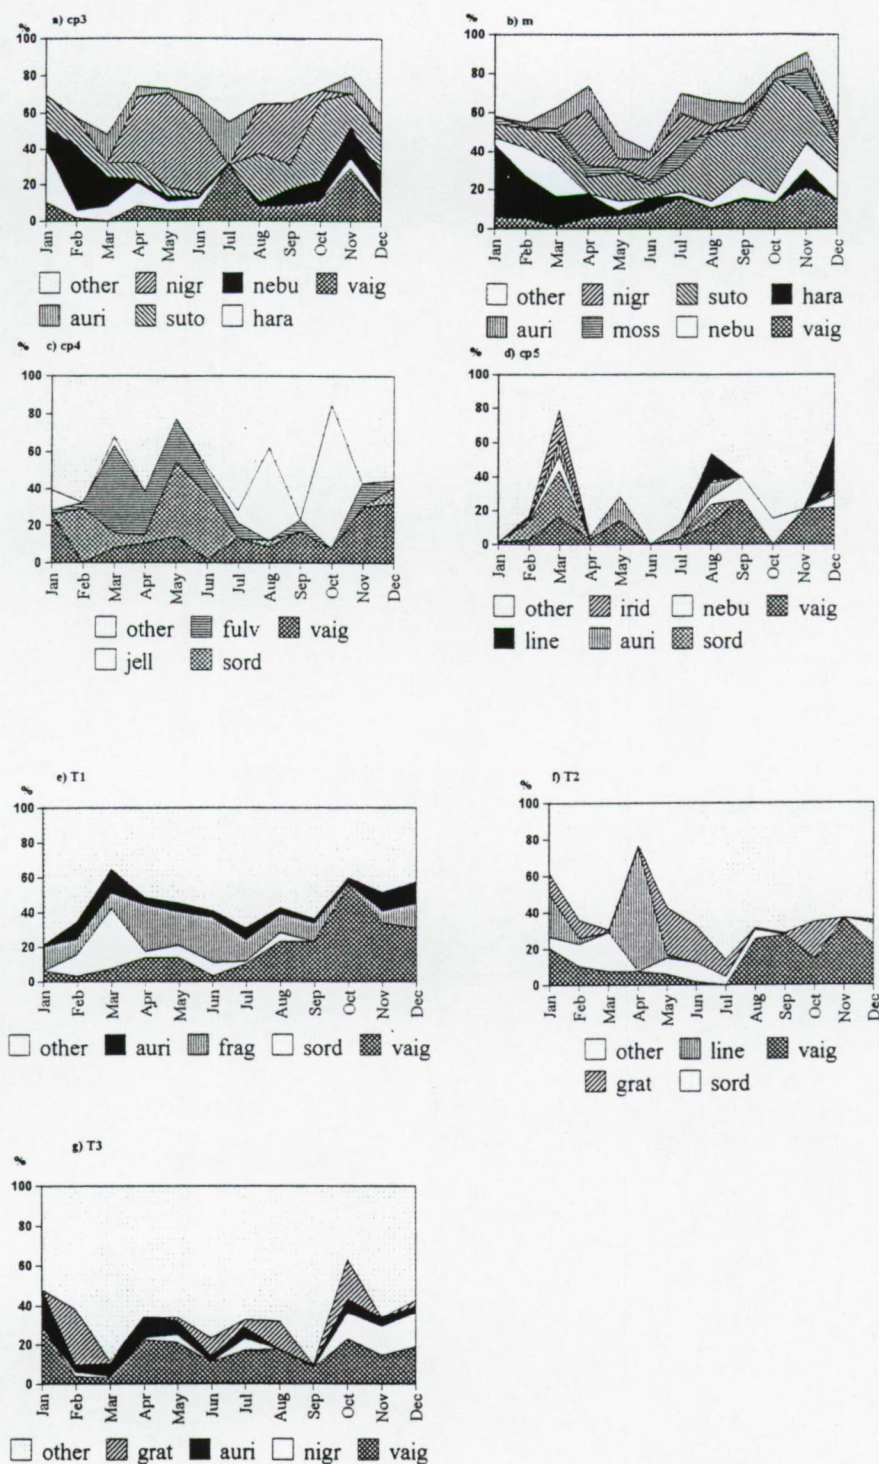 a) cp3
%
100
80
60
40
20
0
Jan Feb Mar Apr May Jun Jul Aug Sep Oct Nov Dec
other nigr nebu vaig
auri suto hara
b) m
%
100
80
60
40
20
0
Jan Feb Mar Apr May Jun Jul Aug Sep Oct Nov Dec
other nigr suto hara
auri moss nebu vaig
c) cp4
%
100
80
60
40
20
0
Jan Feb Mar Apr May Jun Jul Aug Sep Oct Nov Dec
other fulv vaig
jell sord
d) cp5
%
100
80
60
40
20
0
Jan Feb Mar Apr May Jun Jul Aug Sep Oct Nov Dec
other irid nebu vaig
line auri sord
e) T1
%
100
80
60
40
20
0
Jan Feb Mar Apr May Jun Jul Aug Sep Oct Nov Dec
other auri frag sord vaig
f) T2
%
100
80
60
40
20
0
Jan Feb Mar Apr May Jun Jul Aug Sep Oct Nov Dec
other line vaig
grat sord
g) T3
%
100
80
60
40
20
0
Jan Feb Mar Apr May Jun Jul Aug Sep Oct Nov Dec
other grat auri nigr vaig